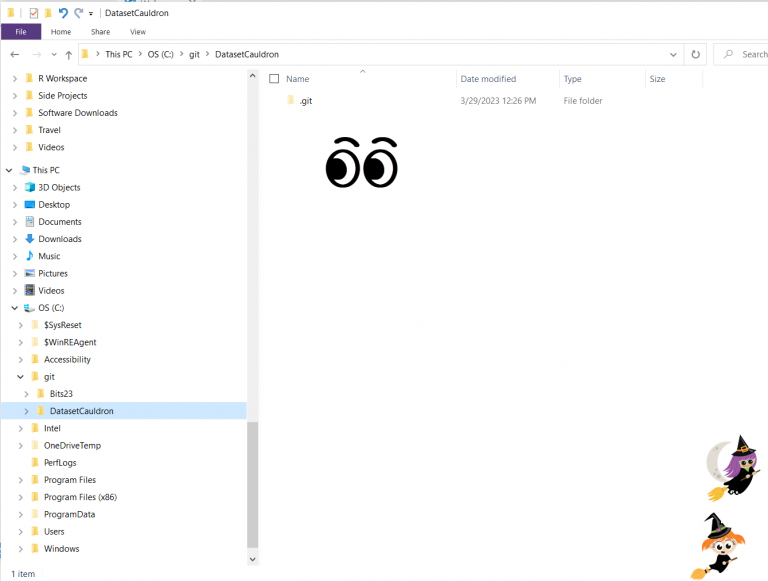 DatasetCauldron
File Home Share View
This PC OS (C:) git DatasetCauldron Search
R Workspace
Side Projects
Software Downloads
Travel
Videos
This PC
3D Objects
Desktop
Documents
Downloads
Music
Pictures
Videos
OS (C:)
$SysReset
$WinREAgent
Accessibility
git
Bits23
DatasetCauldron
Intel
OneDriveTemp
PerfLogs
Program Files
Program Files (x86)
ProgramData
Users
Windows
Name Date modified Type Size
.git 3/29/2023 12:26 PM File folder
1 item